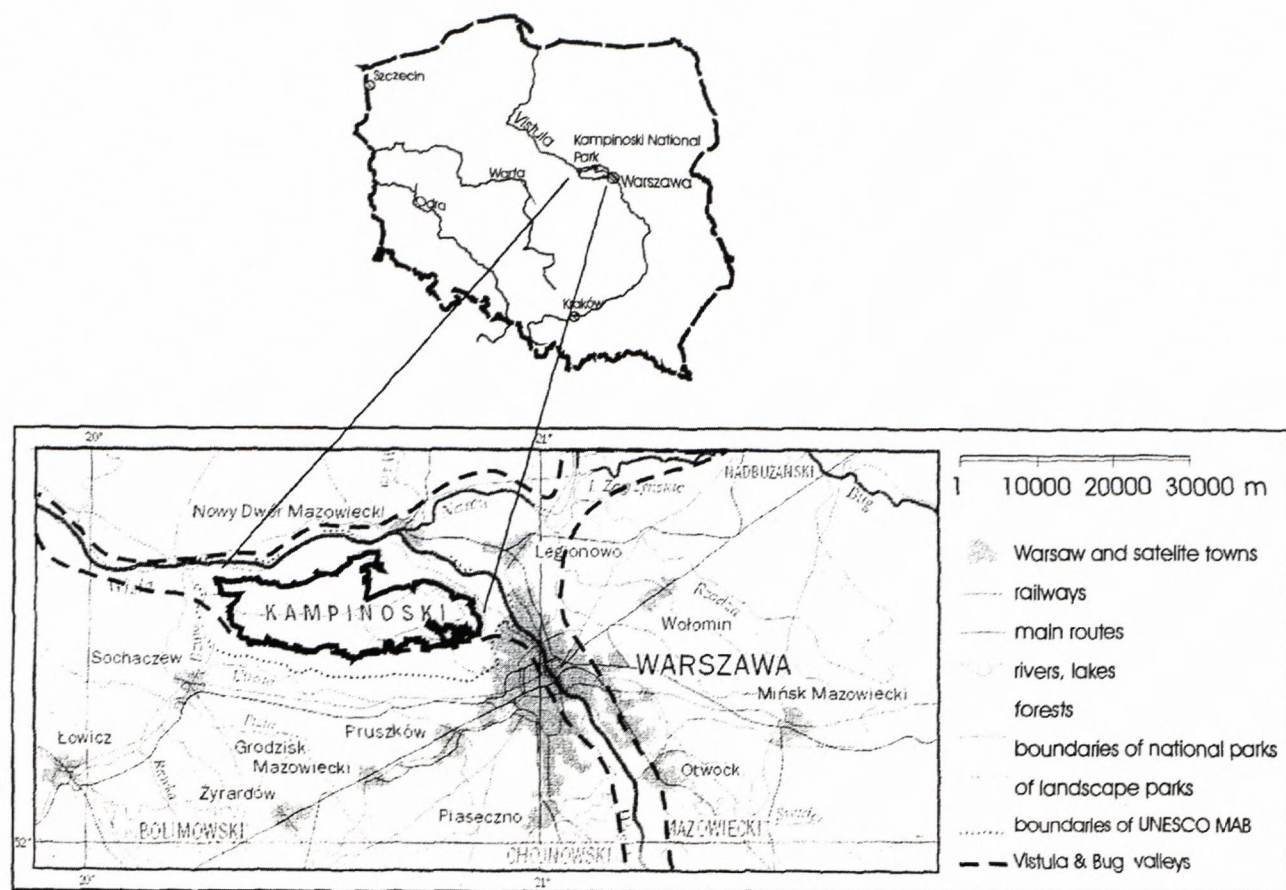 Szczecin
Vistula
Kampinoski National
Park
Warszawa
Warta
Odra
Kraków
20°
21°
NADBUŻAŃSKI
Bug
Nowy Dwór Mazowiecki
Narew
Legionowo
KAMPINOSKI
Wołomin
Sochaczew
WARSZAWA
Mińsk Mazowiecki
Łowicz
Pruszków
Grodzisk
Mazowiecki
Żyrardów
Otwock
Piaseczno
BOLIMOWSKI
MAZOWIECKI
CHOJNOWSKI
52°
20°
21°
1 10000 20000 30000 m
Warsaw and satelite towns
railways
main routes
rivers, lakes
forests
boundaries of national parks
of landscape parks
boundaries of UNESCO MAB
Vistula & Bug valleys